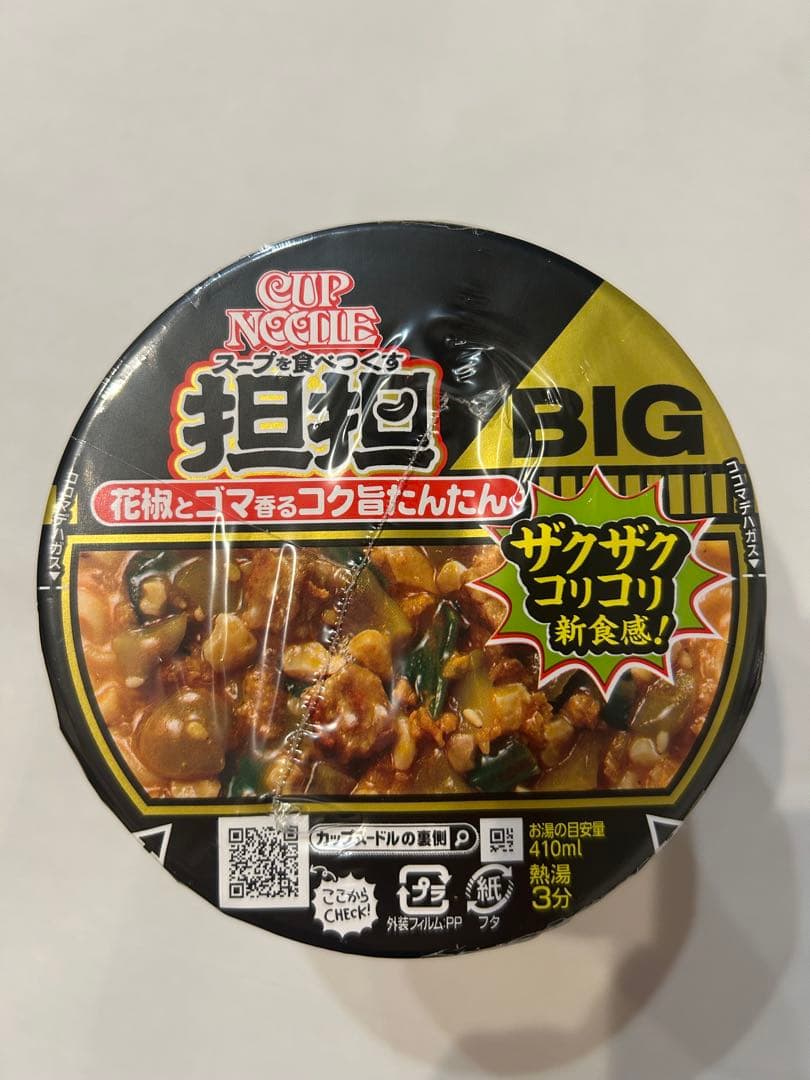 CUP
NOODLE
スープを食べつくす
担担
BIG
花椒とゴマ香るコク旨たんたん
ココマデハガス▼
ココマデハガス▼
ザクザク
コリコリ
新食感!
カップヌードルの裏側
お湯の目安量
410ml
熱湯
3分
ここから
CHECK!
プラ
外装フィルム:PP
紙
フタ